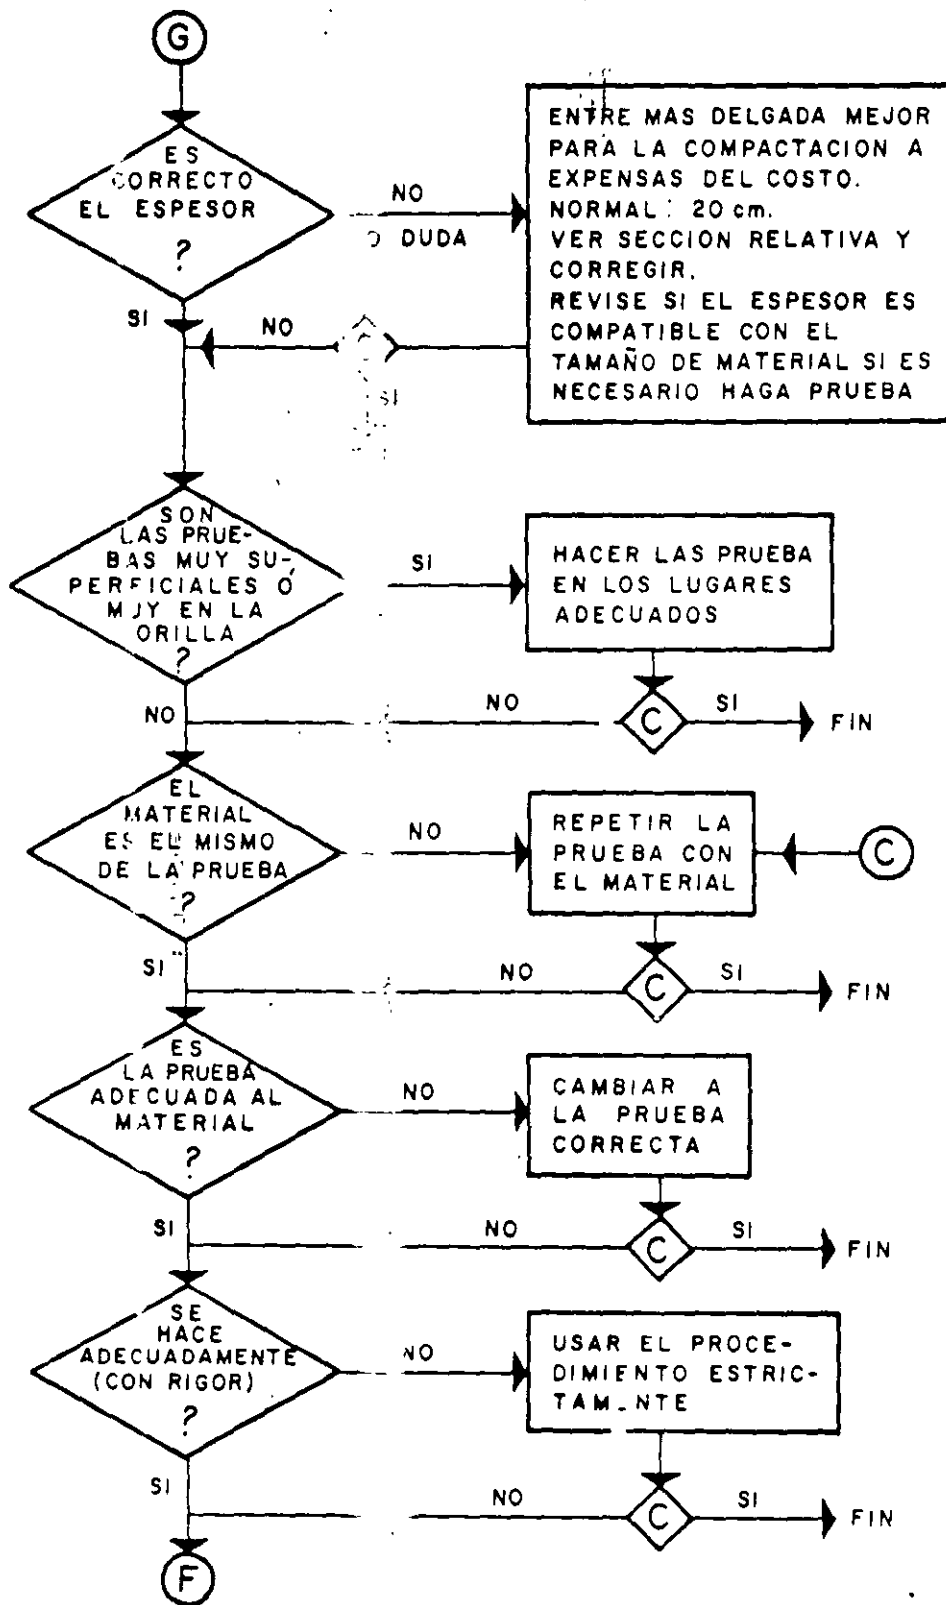 G
ES
CORRECTO
EL ESPESOR
?
NO
O DUDA
ENTRE MAS DELGADA MEJOR
PARA LA COMPACTACION A
EXPENSAS DEL COSTO.
NORMAL: 20 cm.
VER SECCION RELATIVA Y
CORREGIR.
REVISE SI EL ESPESOR ES
COMPATIBLE CON EL
TAMAÑO DE MATERIAL SI ES
NECESARIO HAGA PRUEBA
SI
NO
SI
SON
LAS PRUE-
BAS MUY SU-
PERFICIALES Ó
MUY EN LA
ORILLA
?
SI
HACER LAS PRUEBA
EN LOS LUGARES
ADECUADOS
NO
NO
C
SI
FIN
EL
MATERIAL
ES EL MISMO
DE LA PRUEBA
?
NO
REPETIR LA
PRUEBA CON
EL MATERIAL
C
SI
NO
C
SI
FIN
ES
LA PRUEBA
ADECUADA AL
MATERIAL
?
NO
CAMBIAR A
LA PRUEBA
CORRECTA
SI
NO
C
SI
FIN
SE
HACE
ADECUADAMENTE
(CON RIGOR)
?
NO
USAR EL PROCE-
DIMIENTO ESTRIC-
TAMENTE
SI
NO
C
SI
FIN
F